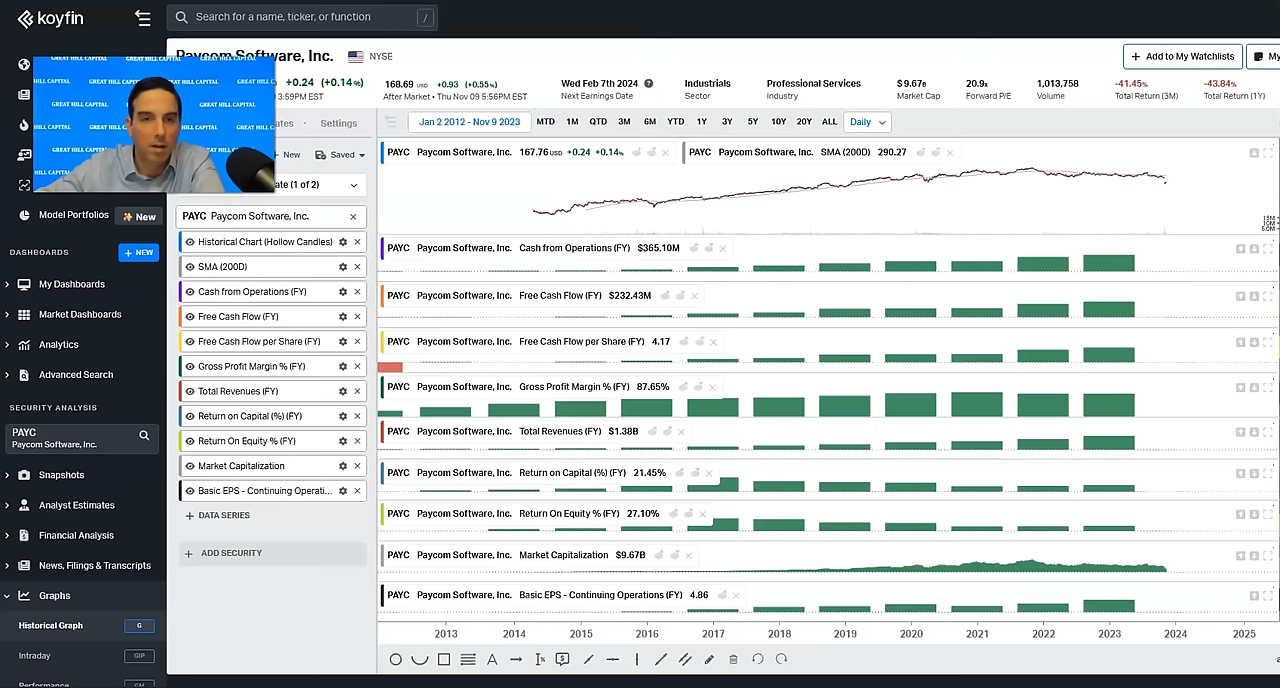 koyfin
Search for a name, ticker, or function /
Paycom Software, Inc. NYSE
+ Add to My Watchlists
My
+0.24 (+0.14%)
3:59PM EST
168.69 USD +0.93 (+0.55%)
After Market • Thu Nov 09 5:56PM EST
Wed Feb 7th 2024
Next Earnings Date
Industrials
Sector
Professional Services
Industry
$9.67B
Market Cap
20.9x
Forward P/E
1,013,758
Volume
-41.45%
Total Return (3M)
-43.84%
Total Return (1Y)
GREAT HILL CAPITAL
GREAT HILL CAPITAL
Settings
Jan 2 2012 - Nov 9 2023 MTD 1M QTD 3M 6M YTD 1Y 3Y 5Y 10Y 20Y ALL Daily
New Saved
ate (1 of 2)
PAYC Paycom Software, Inc.
Historical Chart (Hollow Candles)
SMA (200D)
Cash from Operations (FY)
Free Cash Flow (FY)
Free Cash Flow per Share (FY)
Gross Profit Margin % (FY)
Total Revenues (FY)
Return on Capital (%) (FY)
Return On Equity % (FY)
Market Capitalization
Basic EPS - Continuing Operati...
+ DATA SERIES
+ ADD SECURITY
Model Portfolios New
DASHBOARDS + NEW
My Dashboards
Market Dashboards
Analytics
Advanced Search
SECURITY ANALYSIS
PAYC
Paycom Software, Inc.
Snapshots
Analyst Estimates
Financial Analysis
News, Filings & Transcripts
Graphs
Historical Graph G
Intraday GIP
Performance
PAYC Paycom Software, Inc. 167.76 USD +0.24 +0.14%
PAYC Paycom Software, Inc. SMA (200D) 290.27
15M
10M
5.0M
PAYC Paycom Software, Inc. Cash from Operations (FY) $365.10M
PAYC Paycom Software, Inc. Free Cash Flow (FY) $232.43M
PAYC Paycom Software, Inc. Free Cash Flow per Share (FY) 4.17
PAYC Paycom Software, Inc. Gross Profit Margin % (FY) 87.65%
PAYC Paycom Software, Inc. Total Revenues (FY) $1.38B
PAYC Paycom Software, Inc. Return on Capital (%) (FY) 21.45%
PAYC Paycom Software, Inc. Return On Equity % (FY) 27.10%
PAYC Paycom Software, Inc. Market Capitalization $9.67B
PAYC Paycom Software, Inc. Basic EPS - Continuing Operations (FY) 4.86
2013 2014 2015 2016 2017 2018 2019 2020 2021 2022 2023 2024 2025